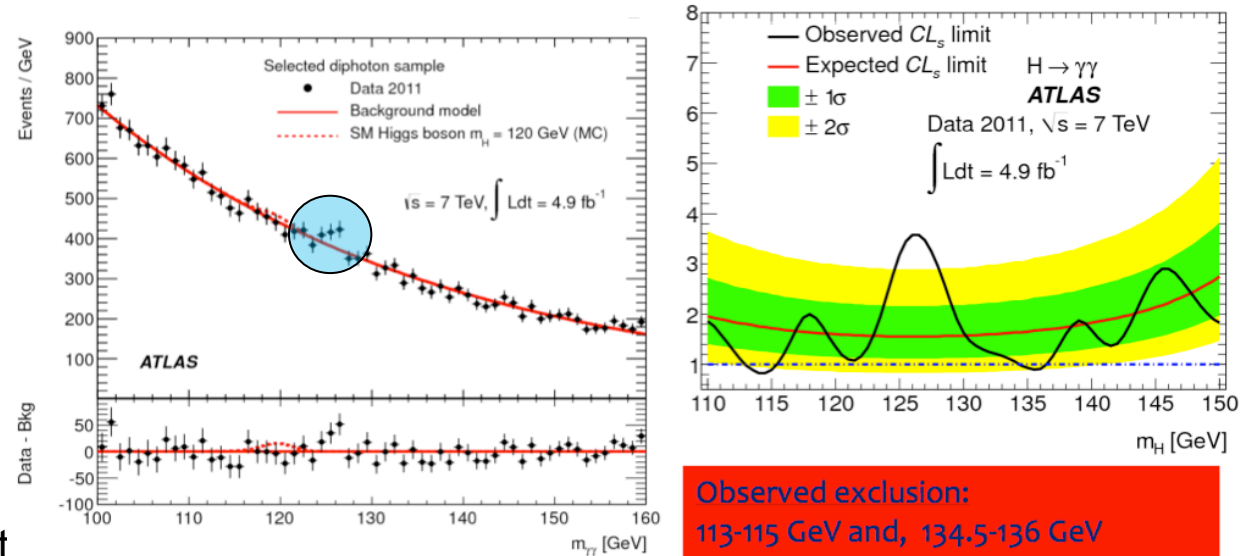 Events / GeV
900
800
700
600
500
400
300
200
100
Selected diphoton sample
Data 2011
Background model
SM Higgs boson m_H = 120 GeV (MC)
√s = 7 TeV, ∫ Ldt = 4.9 fb⁻¹
ATLAS
Data - Bkg
50
0
-50
-100
100 110 120 130 140 150 160
m_γγ [GeV]
t
8
7
6
5
4
3
2
1
Observed CL_s limit
Expected CL_s limit
± 1σ
± 2σ
H → γγ
ATLAS
Data 2011, √s = 7 TeV
∫ Ldt = 4.9 fb⁻¹
110 115 120 125 130 135 140 145 150
m_H [GeV]
Observed exclusion:
113-115 GeV and, 134.5-136 GeV